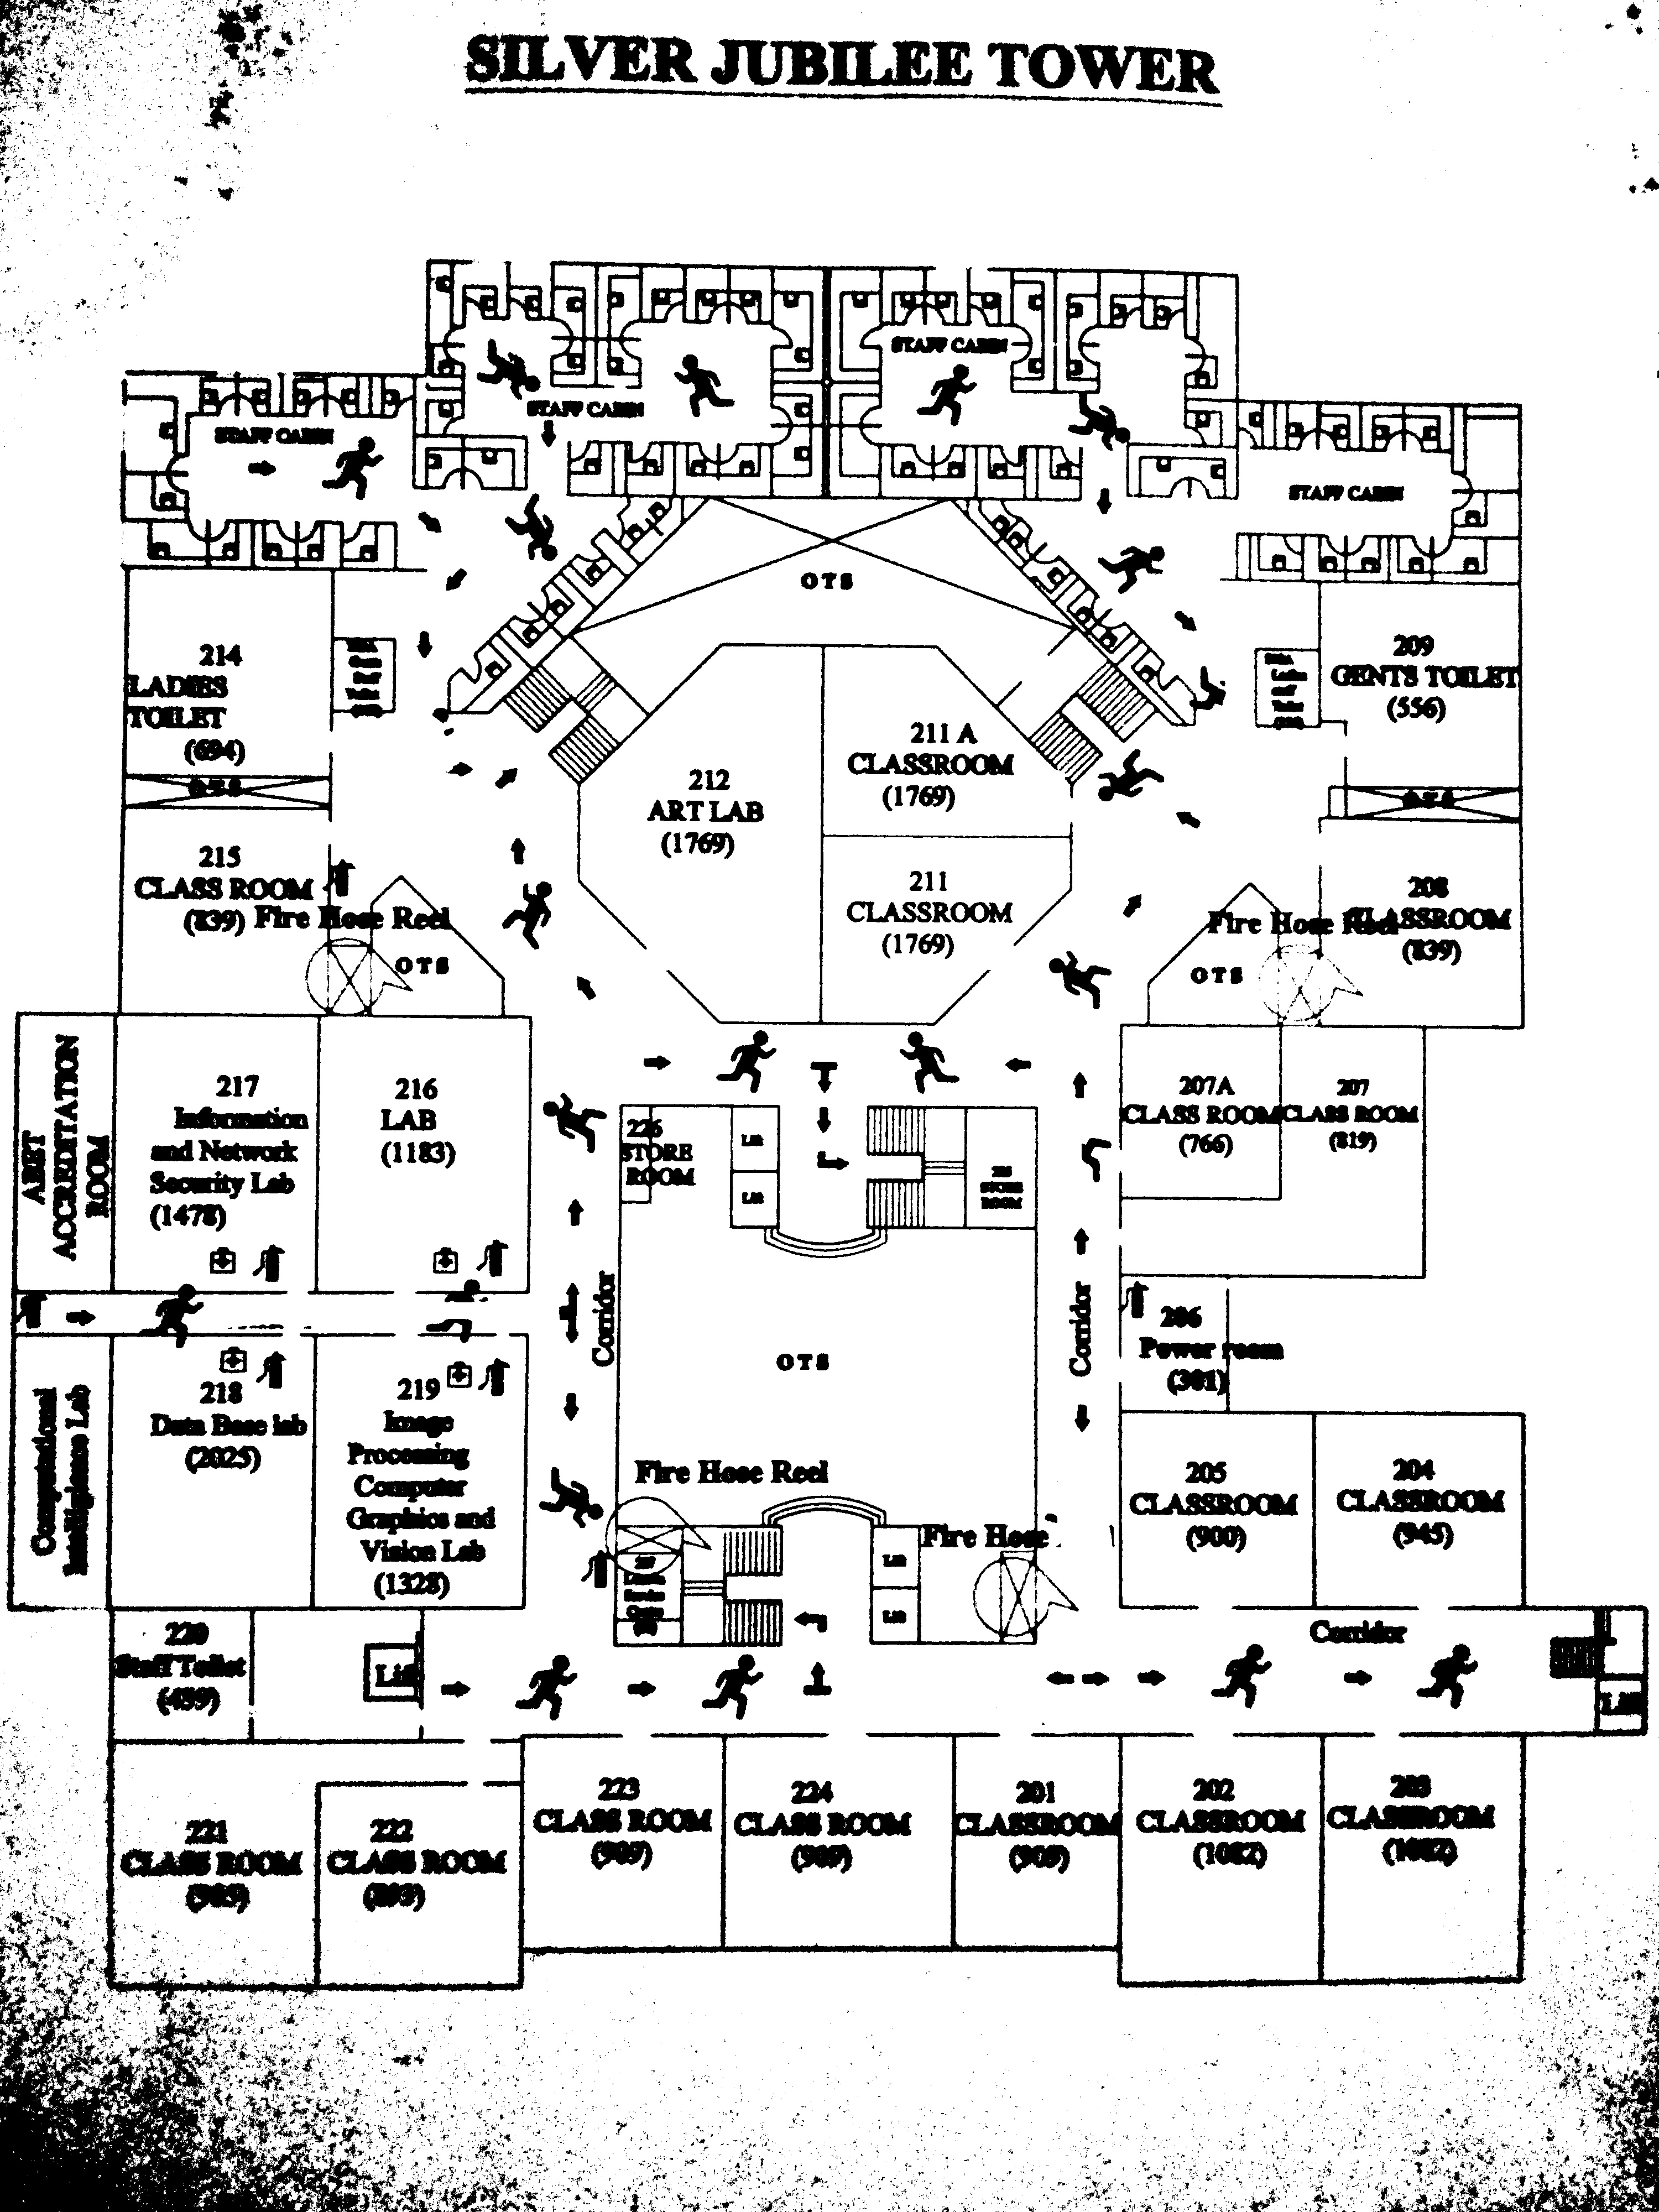 SILVER JUBILEE TOWER
STAFF CABIN
STAFF CABIN
STAFF CABIN
STAFF CABIN
OTS
214
LADIES
TOILET
(694)
OTS
209
GENTS TOILET
(556)
OTS
212
ART LAB
(1769)
211 A
CLASSROOM
(1769)
211
CLASSROOM
(1769)
215
CLASS ROOM
(839)
Fire Hose Reel
OTS
208
CLASSROOM
(839)
Fire Hose Reel
OTS
ABET
ACCREDITATION
ROOM
217
Information
and Network
Security Lab
(1478)
216
LAB
(1183)
226
STORE
ROOM
Lift
Lift
STORE
ROOM
207A
CLASS ROOM
(766)
207
CLASS ROOM
(819)
Corridor
OTS
Corridor
206
Power room
(301)
Computational
Intelligence Lab
218
Data Base lab
(2025)
219
Image
Processing
Computer
Graphics and
Vision Lab
(1328)
Fire Hose Reel
Fire Hose
Lift
Lift
205
CLASSROOM
(900)
204
CLASSROOM
(945)
220
Staff Toilet
(439)
Lift
Corridor
Lift
221
CLASS ROOM
222
CLASS ROOM
223
CLASS ROOM
(909)
224
CLASS ROOM
(909)
201
CLASSROOM
(909)
202
CLASSROOM
(1082)
203
CLASSROOM
(1082)